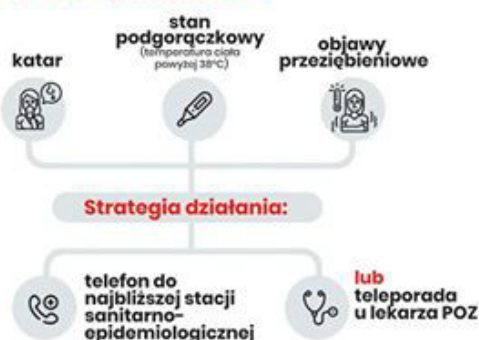 stan
podgorączkowy
(temperatura ciała
powyżej 38°C)
katar
objawy
przeziębieniowe
Strategia działania:
telefon do
najbliższej stacji
sanitarno-
epidemiologicznej
lub
teleporada
u lekarza POZ